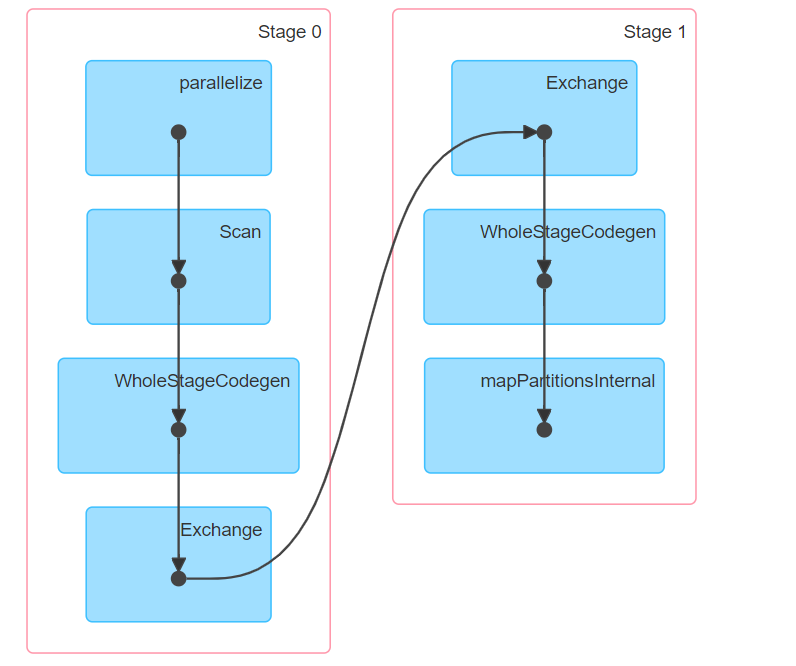 Stage 0
parallelize
Scan
WholeStageCodegen
Exchange
Stage 1
Exchange
WholeStageCodegen
mapPartitionsInternal